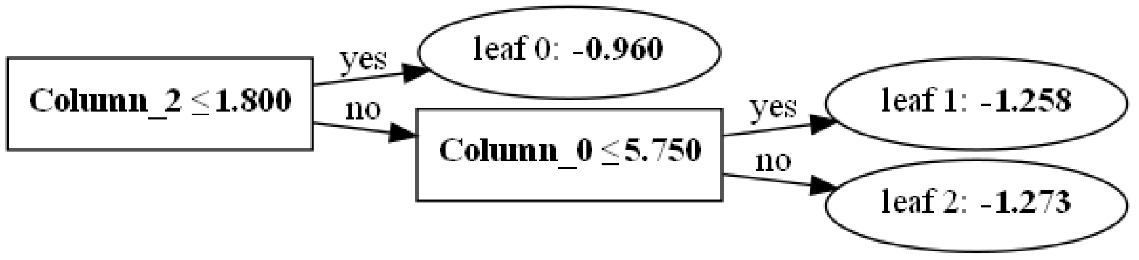 Column_2 ≤1.800
yes
leaf 0: -0.960
no
Column_0 ≤5.750
yes
leaf 1: -1.258
no
leaf 2: -1.273